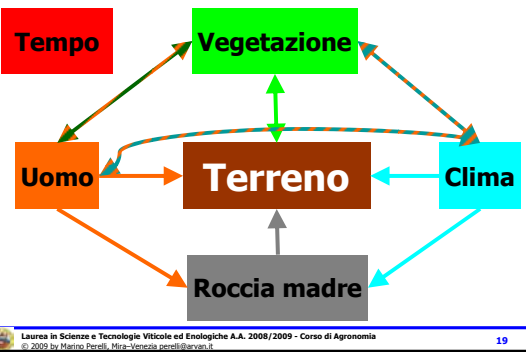 Tempo
Vegetazione
Uomo
Terreno
Clima
Roccia madre
Laurea in Scienze e Tecnologie Viticole ed Enologiche A.A. 2008/2009 - Corso di Agronomia
© 2009 by Marino Perelli, Mira–Venezia perelli@arvan.it
19